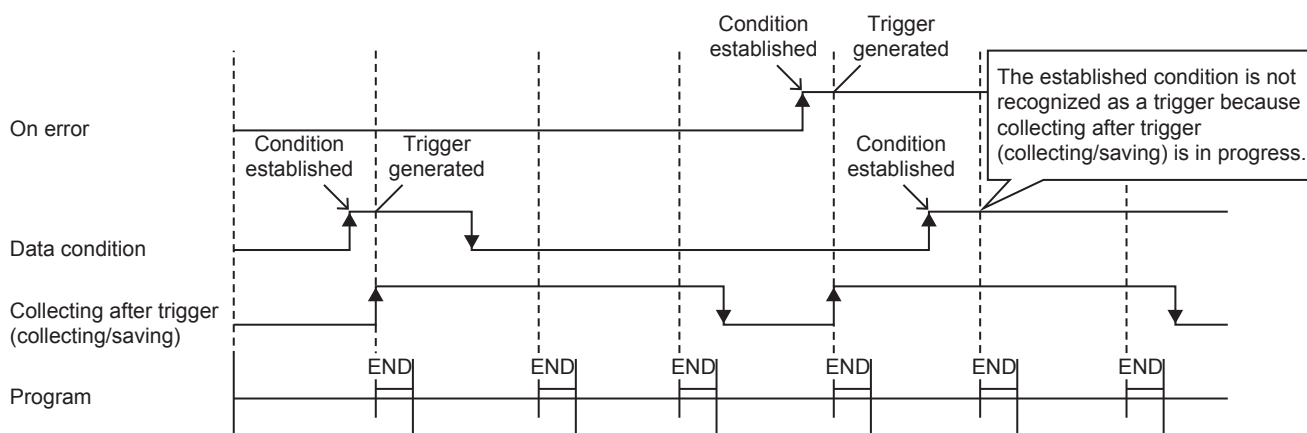 Condition
established
Trigger
generated
The established condition is not
recognized as a trigger because
collecting after trigger
(collecting/saving) is in progress.
On error
Condition
established
Trigger
generated
Condition
established
Data condition
Collecting after trigger
(collecting/saving)
END
END
END
END
END
END
Program